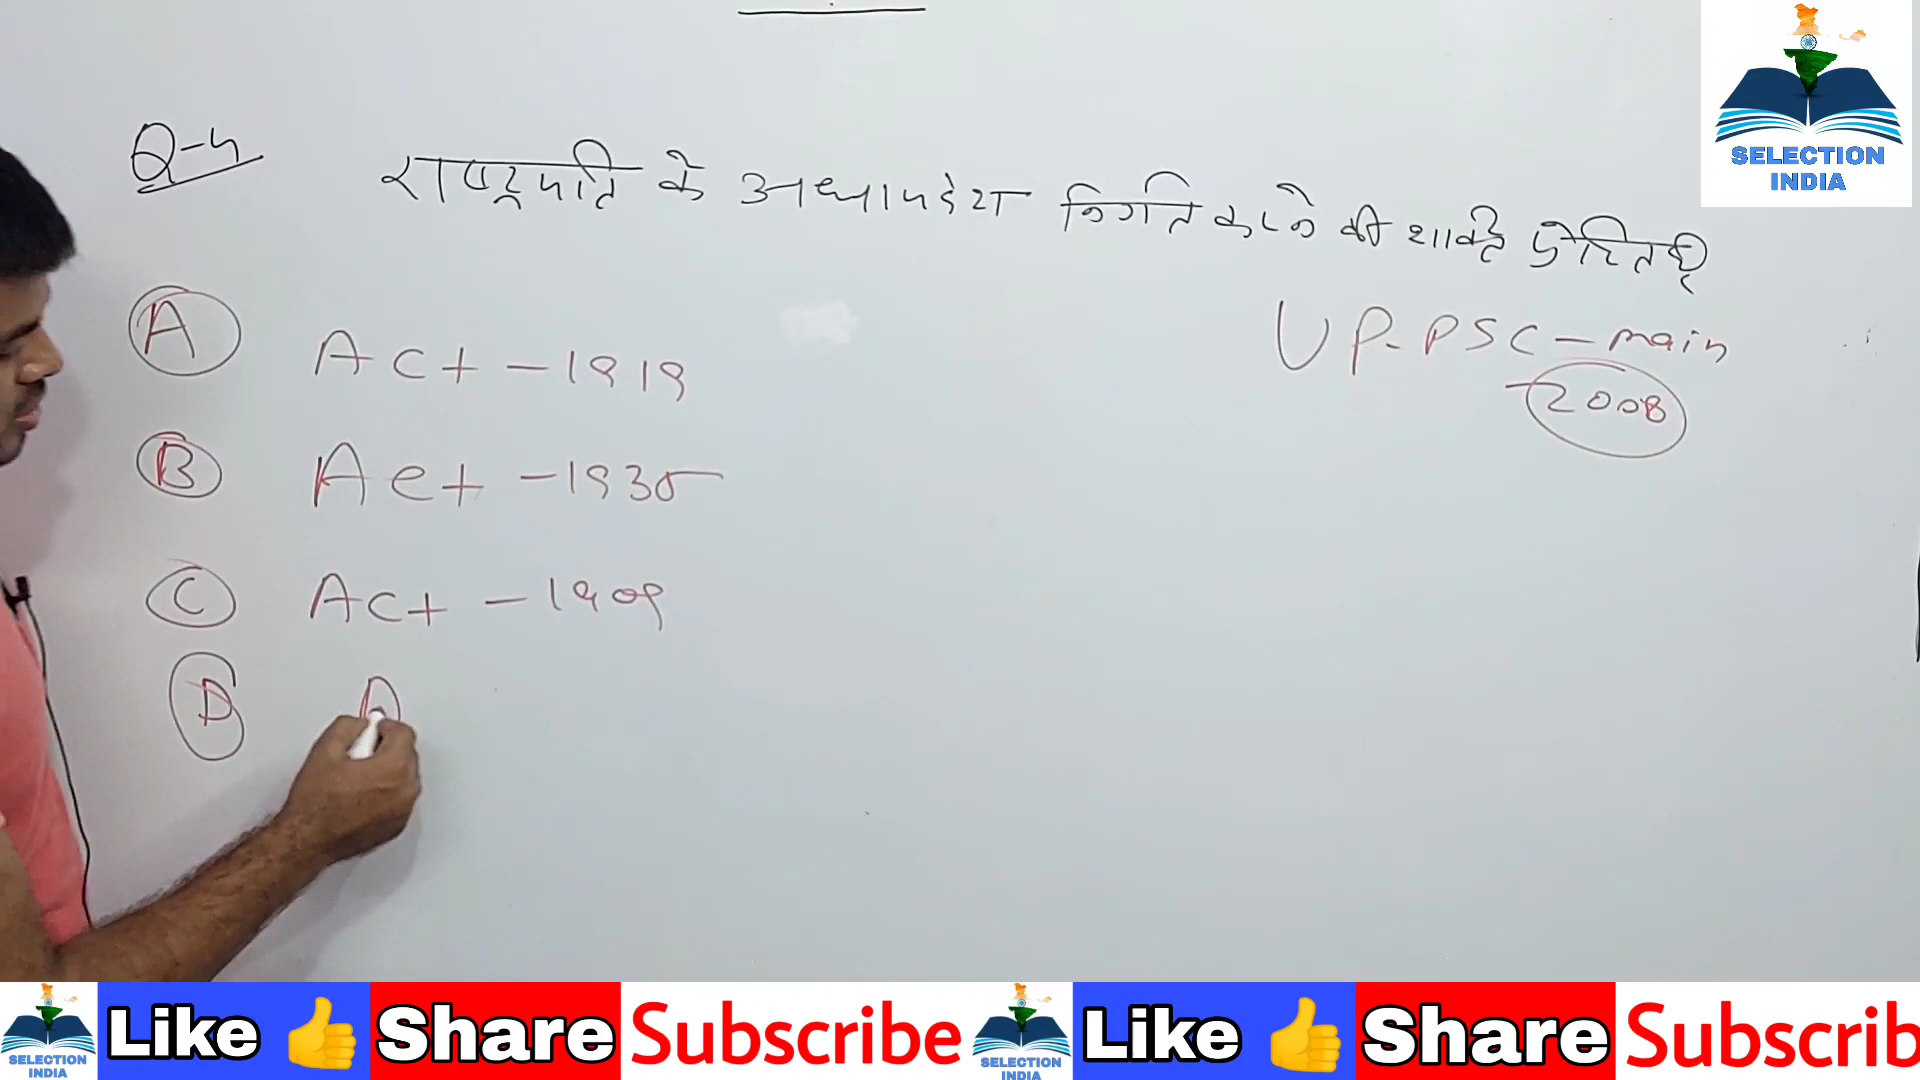 SELECTION
INDIA
Q-5 राष्ट्रपति के अध्यादेश निर्गत करने की शक्ति प्रेरित है
UP-PSC-main
2008
A Act -1919
B Act -1935
C Act -1909
D A
SELECTION
INDIA
Like Share Subscribe
SELECTION
INDIA
Like Share Subscrib